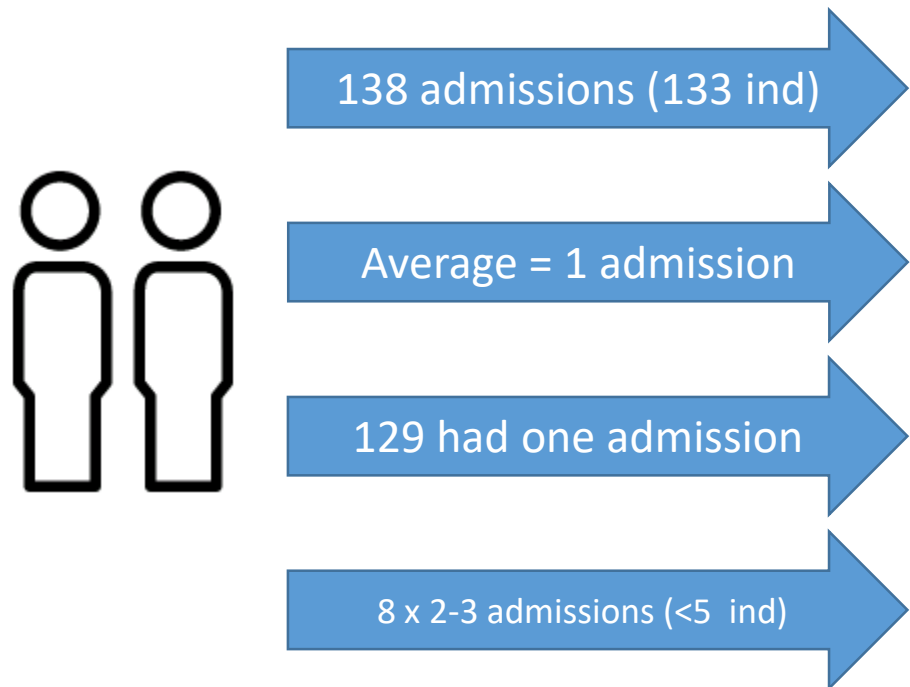 138 admissions (133 ind)
Average = 1 admission
129 had one admission
8 x 2-3 admissions (<5 ind)